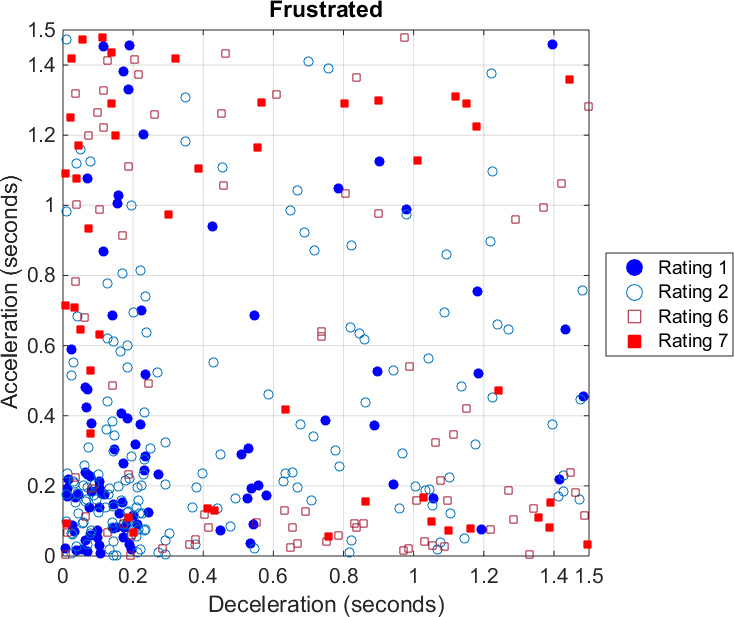 Frustrated
Acceleration (seconds)
1.5
1.4
1.2
1
0.8
0.6
0.4
0.2
0
0 0.2 0.4 0.6 0.8 1 1.2 1.4 1.5
Deceleration (seconds)
Rating 1
Rating 2
Rating 6
Rating 7